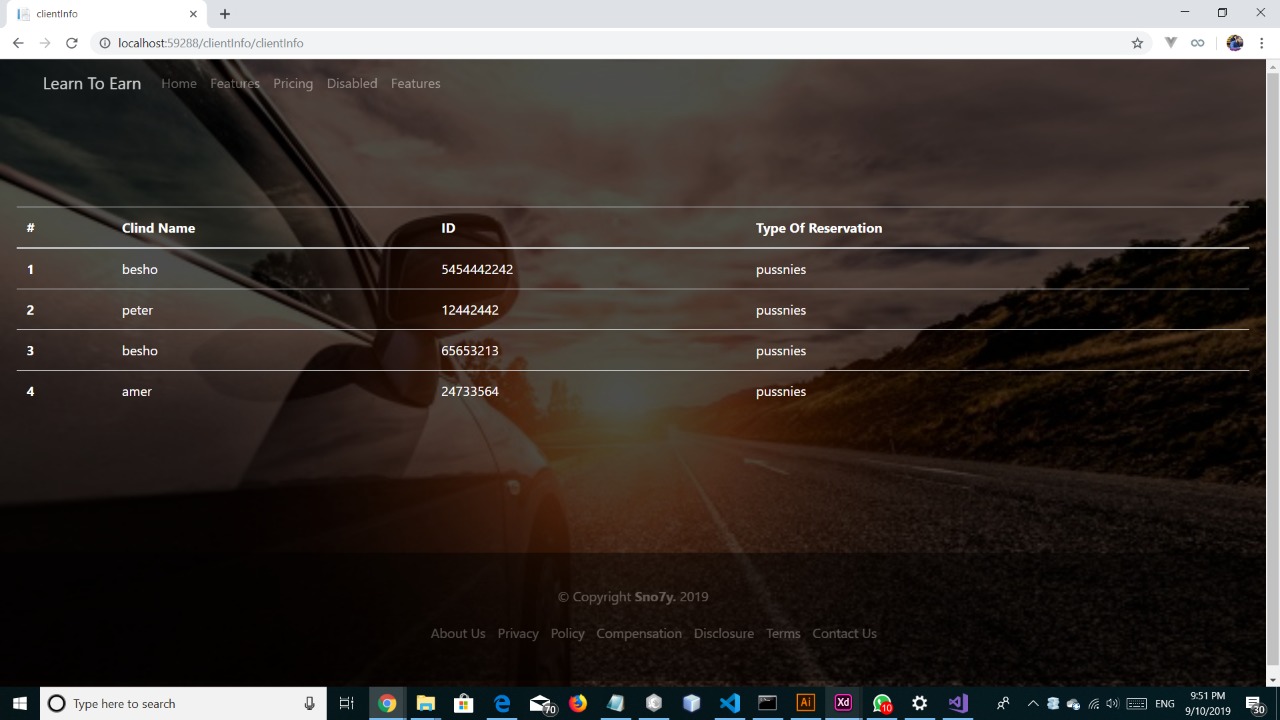 clientInfo
localhost:59288/clientInfo/clientInfo
Learn To Earn Home Features Pricing Disabled Features
# Clind Name ID Type Of Reservation
1 besho 5454442242 pussnies
2 peter 12442442 pussnies
3 besho 65653213 pussnies
4 amer 24733564 pussnies
© Copyright Sno7y. 2019
About Us Privacy Policy Compensation Disclosure Terms Contact Us
Type here to search 70 Ai Xd 10 ENG 9:51 PM 30
9/10/2019